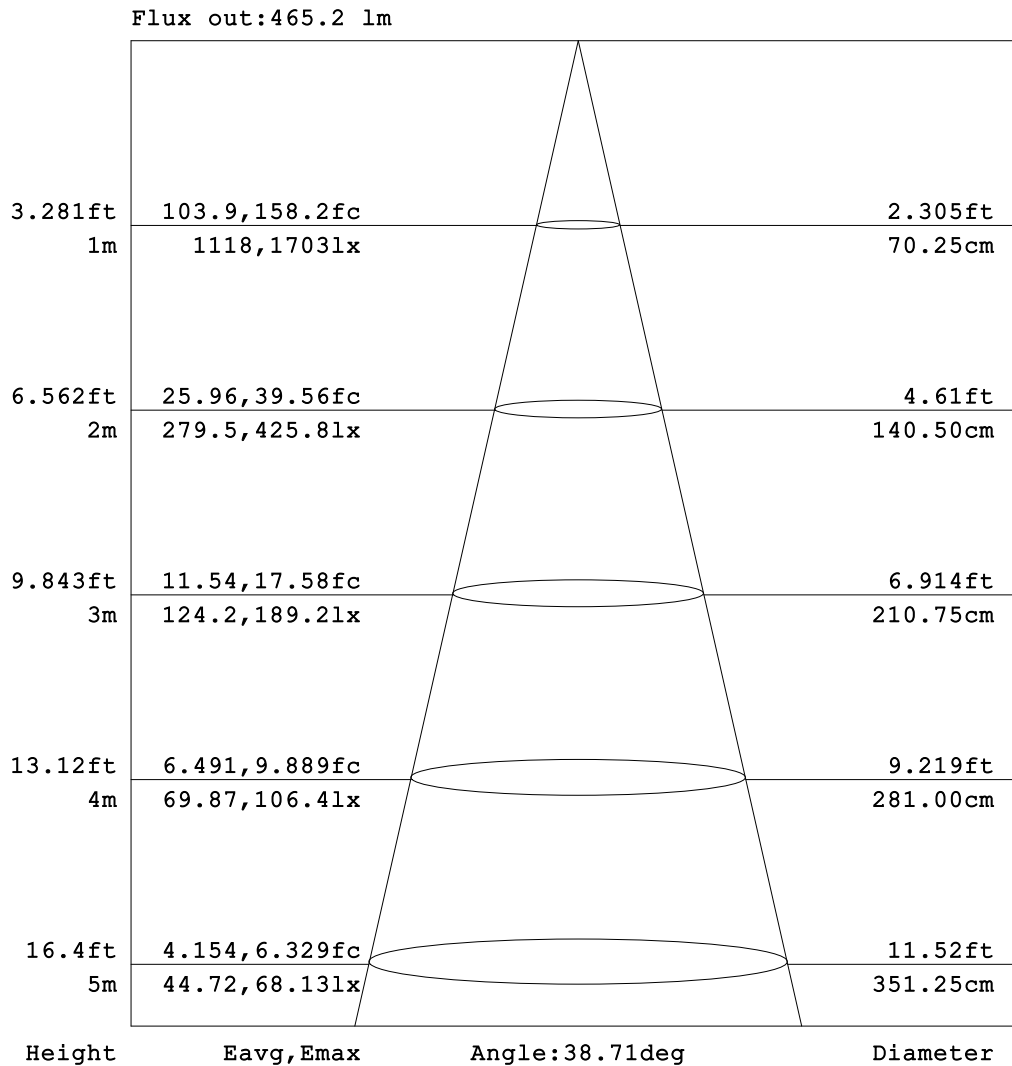 Flux out:465.2 lm
3.281ft 103.9,158.2fc 2.305ft
1m 1118,1703lx 70.25cm
6.562ft 25.96,39.56fc 4.61ft
2m 279.5,425.8lx 140.50cm
9.843ft 11.54,17.58fc 6.914ft
3m 124.2,189.2lx 210.75cm
13.12ft 6.491,9.889fc 9.219ft
4m 69.87,106.4lx 281.00cm
16.4ft 4.154,6.329fc 11.52ft
5m 44.72,68.13lx 351.25cm
Height Eavg,Emax Angle:38.71deg Diameter